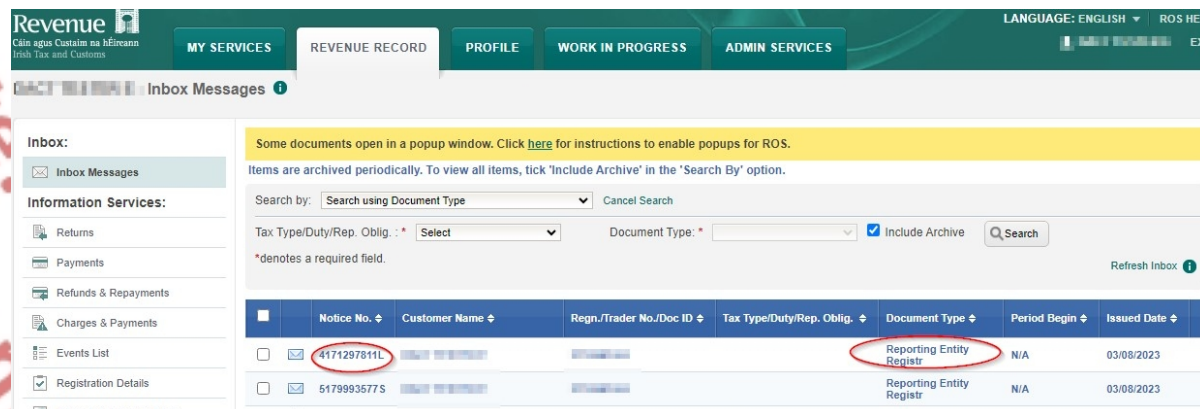 Revenue
Cáin agus Custaim na hÉireann
Irish Tax and Customs
MY SERVICES
REVENUE RECORD
PROFILE
WORK IN PROGRESS
ADMIN SERVICES
LANGUAGE: ENGLISH
ROS HE
Inbox Messages
Inbox:
Inbox Messages
Information Services:
Returns
Payments
Refunds & Repayments
Charges & Payments
Events List
Registration Details
Some documents open in a popup window. Click here for instructions to enable popups for ROS.
Items are archived periodically. To view all items, tick 'Include Archive' in the 'Search By' option.
Search by: Search using Document Type Cancel Search
Tax Type/Duty/Rep. Oblig. : * Select Document Type: * Include Archive Search
*denotes a required field.
Refresh Inbox
Notice No. Customer Name Regn./Trader No./Doc ID Tax Type/Duty/Rep. Oblig. Document Type Period Begin Issued Date
4171297811L Reporting Entity Registr N/A 03/08/2023
5179993577S Reporting Entity Registr N/A 03/08/2023